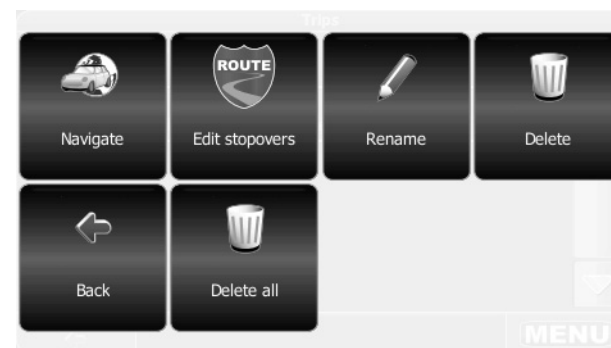 Trips
ROUTE
Navigate
Edit stopovers
Rename
Delete
Back
Delete all
MENU